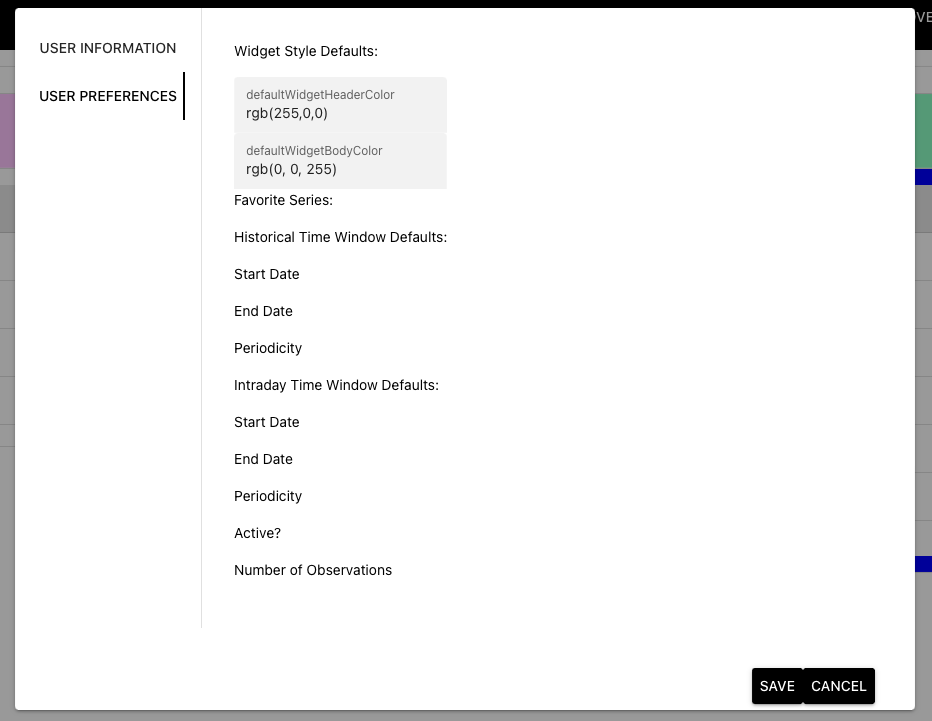 VE
USER INFORMATION
USER PREFERENCES
Widget Style Defaults:
defaultWidgetHeaderColor
rgb(255,0,0)
defaultWidgetBodyColor
rgb(0, 0, 255)
Favorite Series:
Historical Time Window Defaults:
Start Date
End Date
Periodicity
Intraday Time Window Defaults:
Start Date
End Date
Periodicity
Active?
Number of Observations
SAVE CANCEL